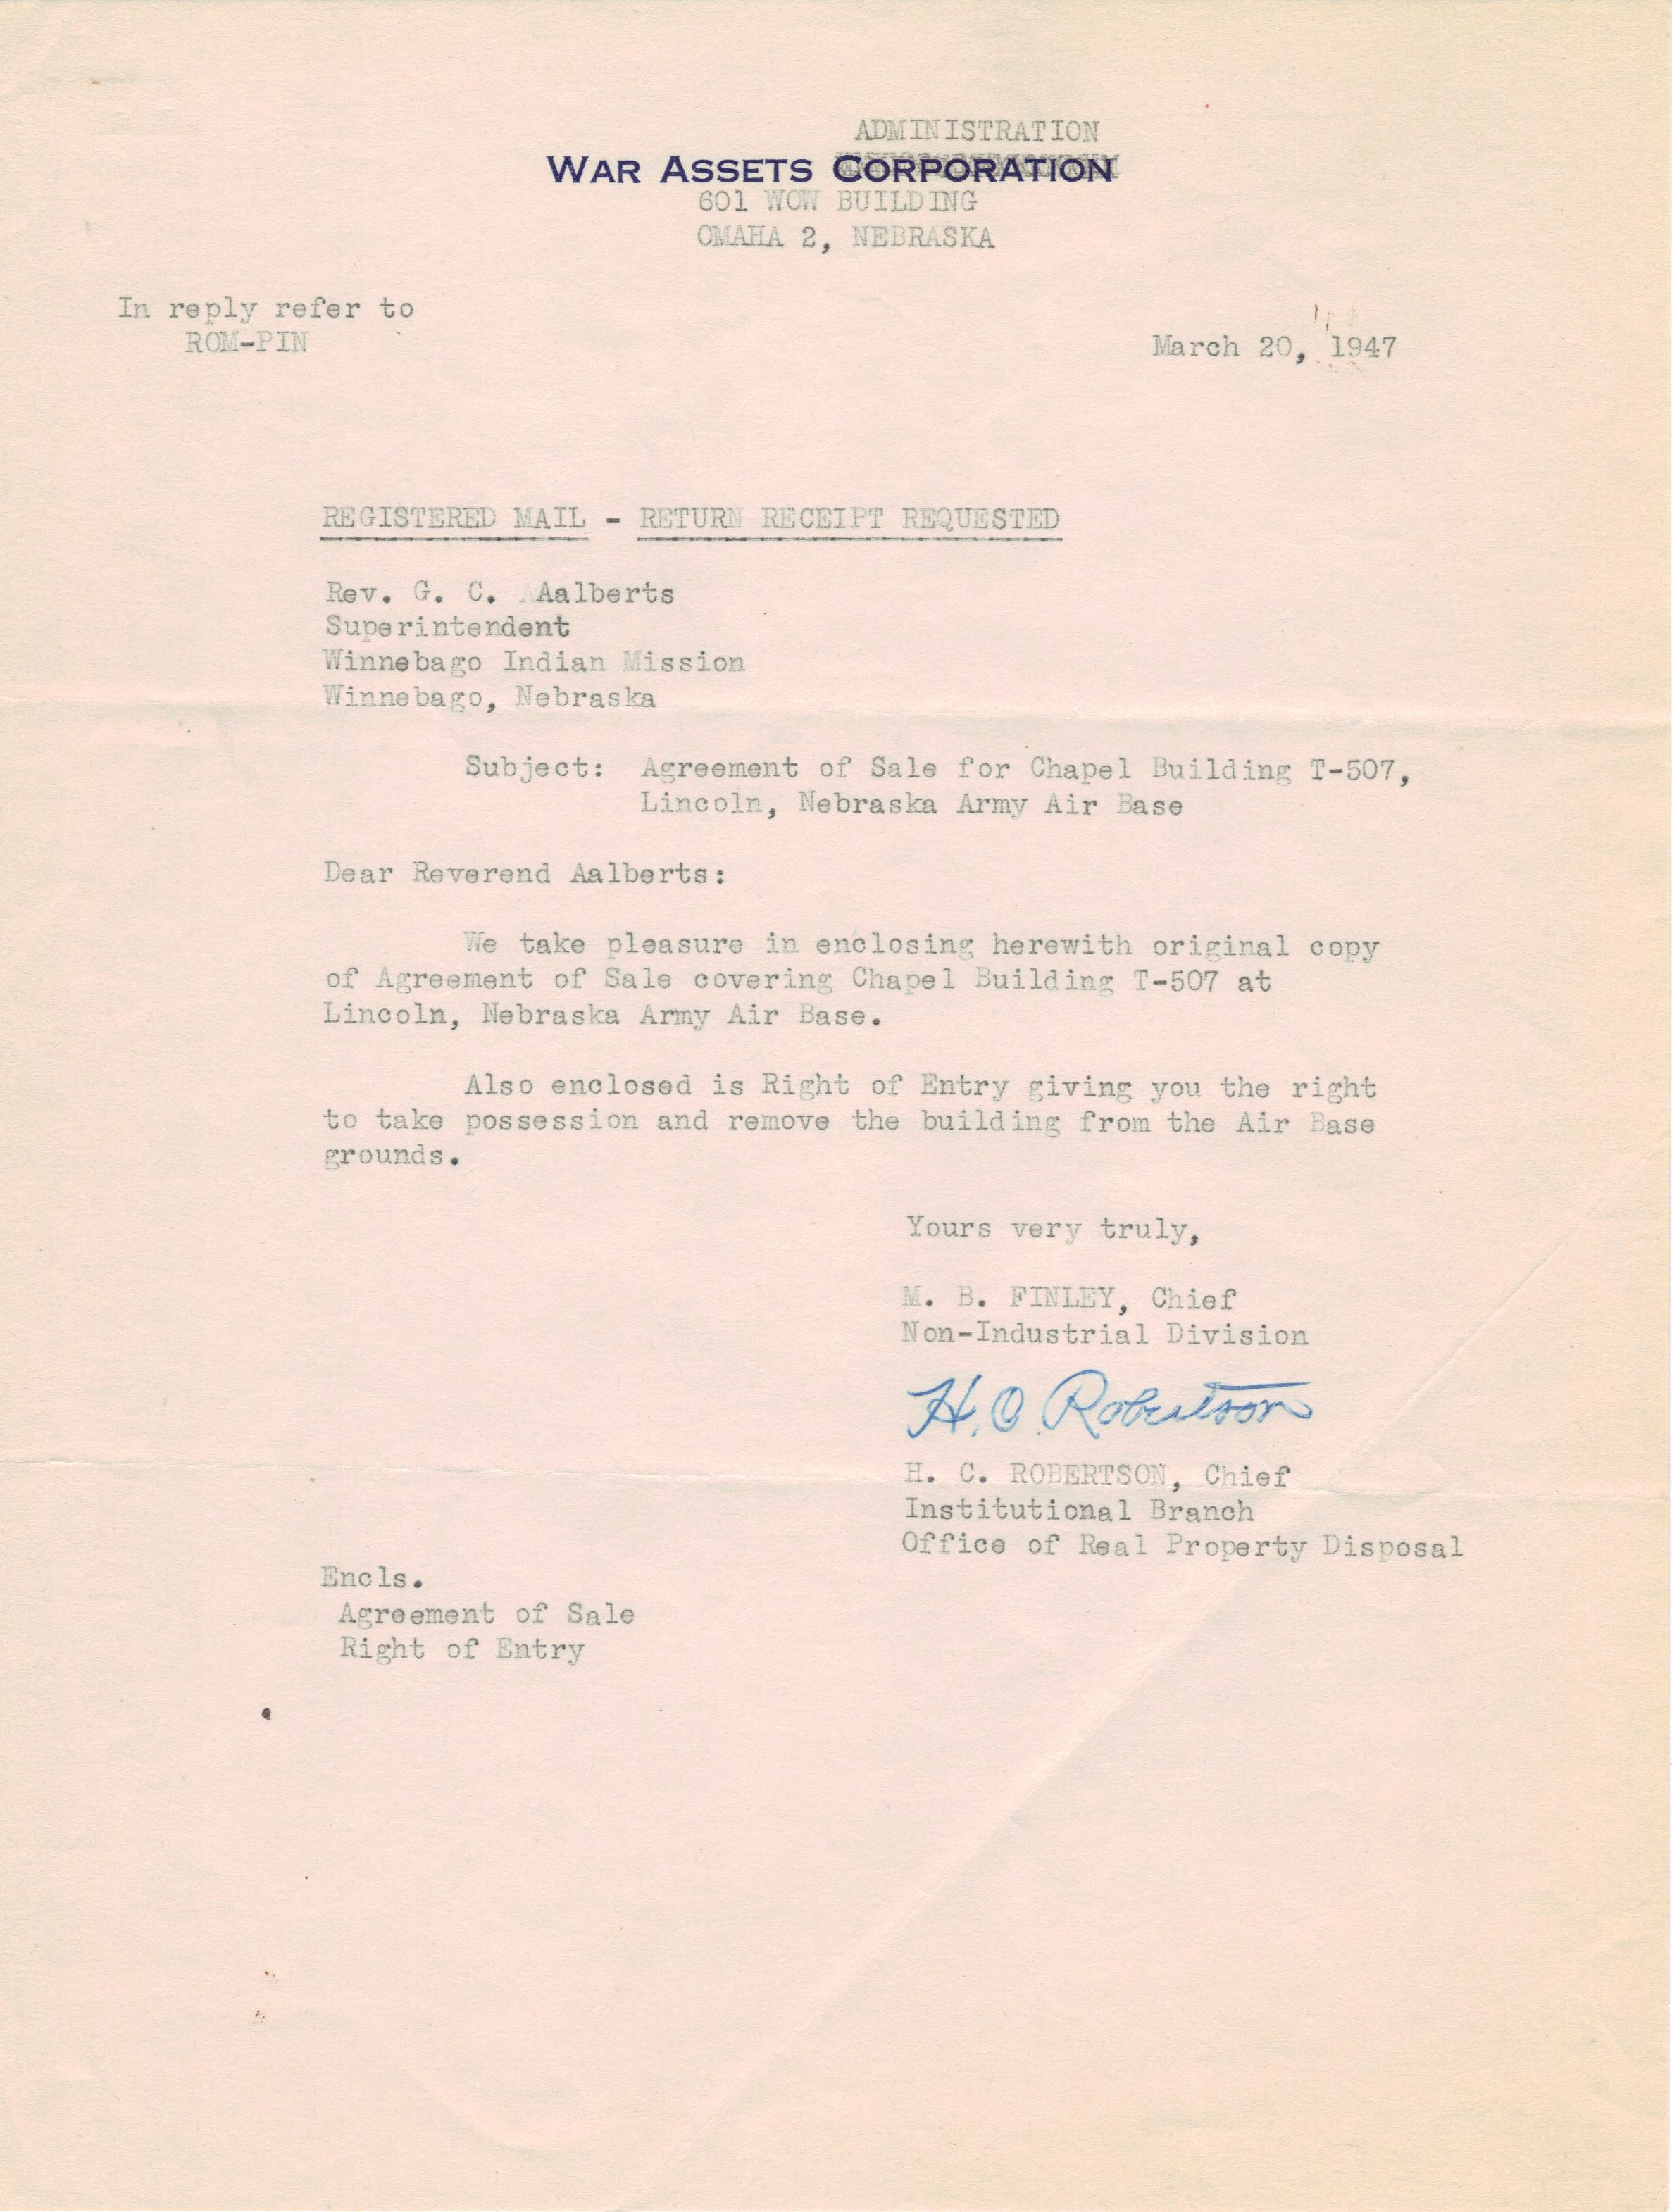 ADMINISTRATION
WAR ASSETS CORPORATION
601 WOW BUILDING
OMAHA 2, NEBRASKA
In reply refer to
ROM-PIN
March 20, 1947
REGISTERED MAIL - RETURN RECEIPT REQUESTED
Rev. G. C. Aalberts
Superintendent
Winnebago Indian Mission
Winnebago, Nebraska
Subject: Agreement of Sale for Chapel Building T-507,
Lincoln, Nebraska Army Air Base
Dear Reverend Aalberts:
We take pleasure in enclosing herewith original copy
of Agreement of Sale covering Chapel Building T-507 at
Lincoln, Nebraska Army Air Base.
Also enclosed is Right of Entry giving you the right
to take possession and remove the building from the Air Base
grounds.
Yours very truly,
M. B. FINLEY, Chief
Non-Industrial Division
H. C. Robertson
H. C. ROBERTSON, Chief
Institutional Branch
Office of Real Property Disposal
Encls.
Agreement of Sale
Right of Entry